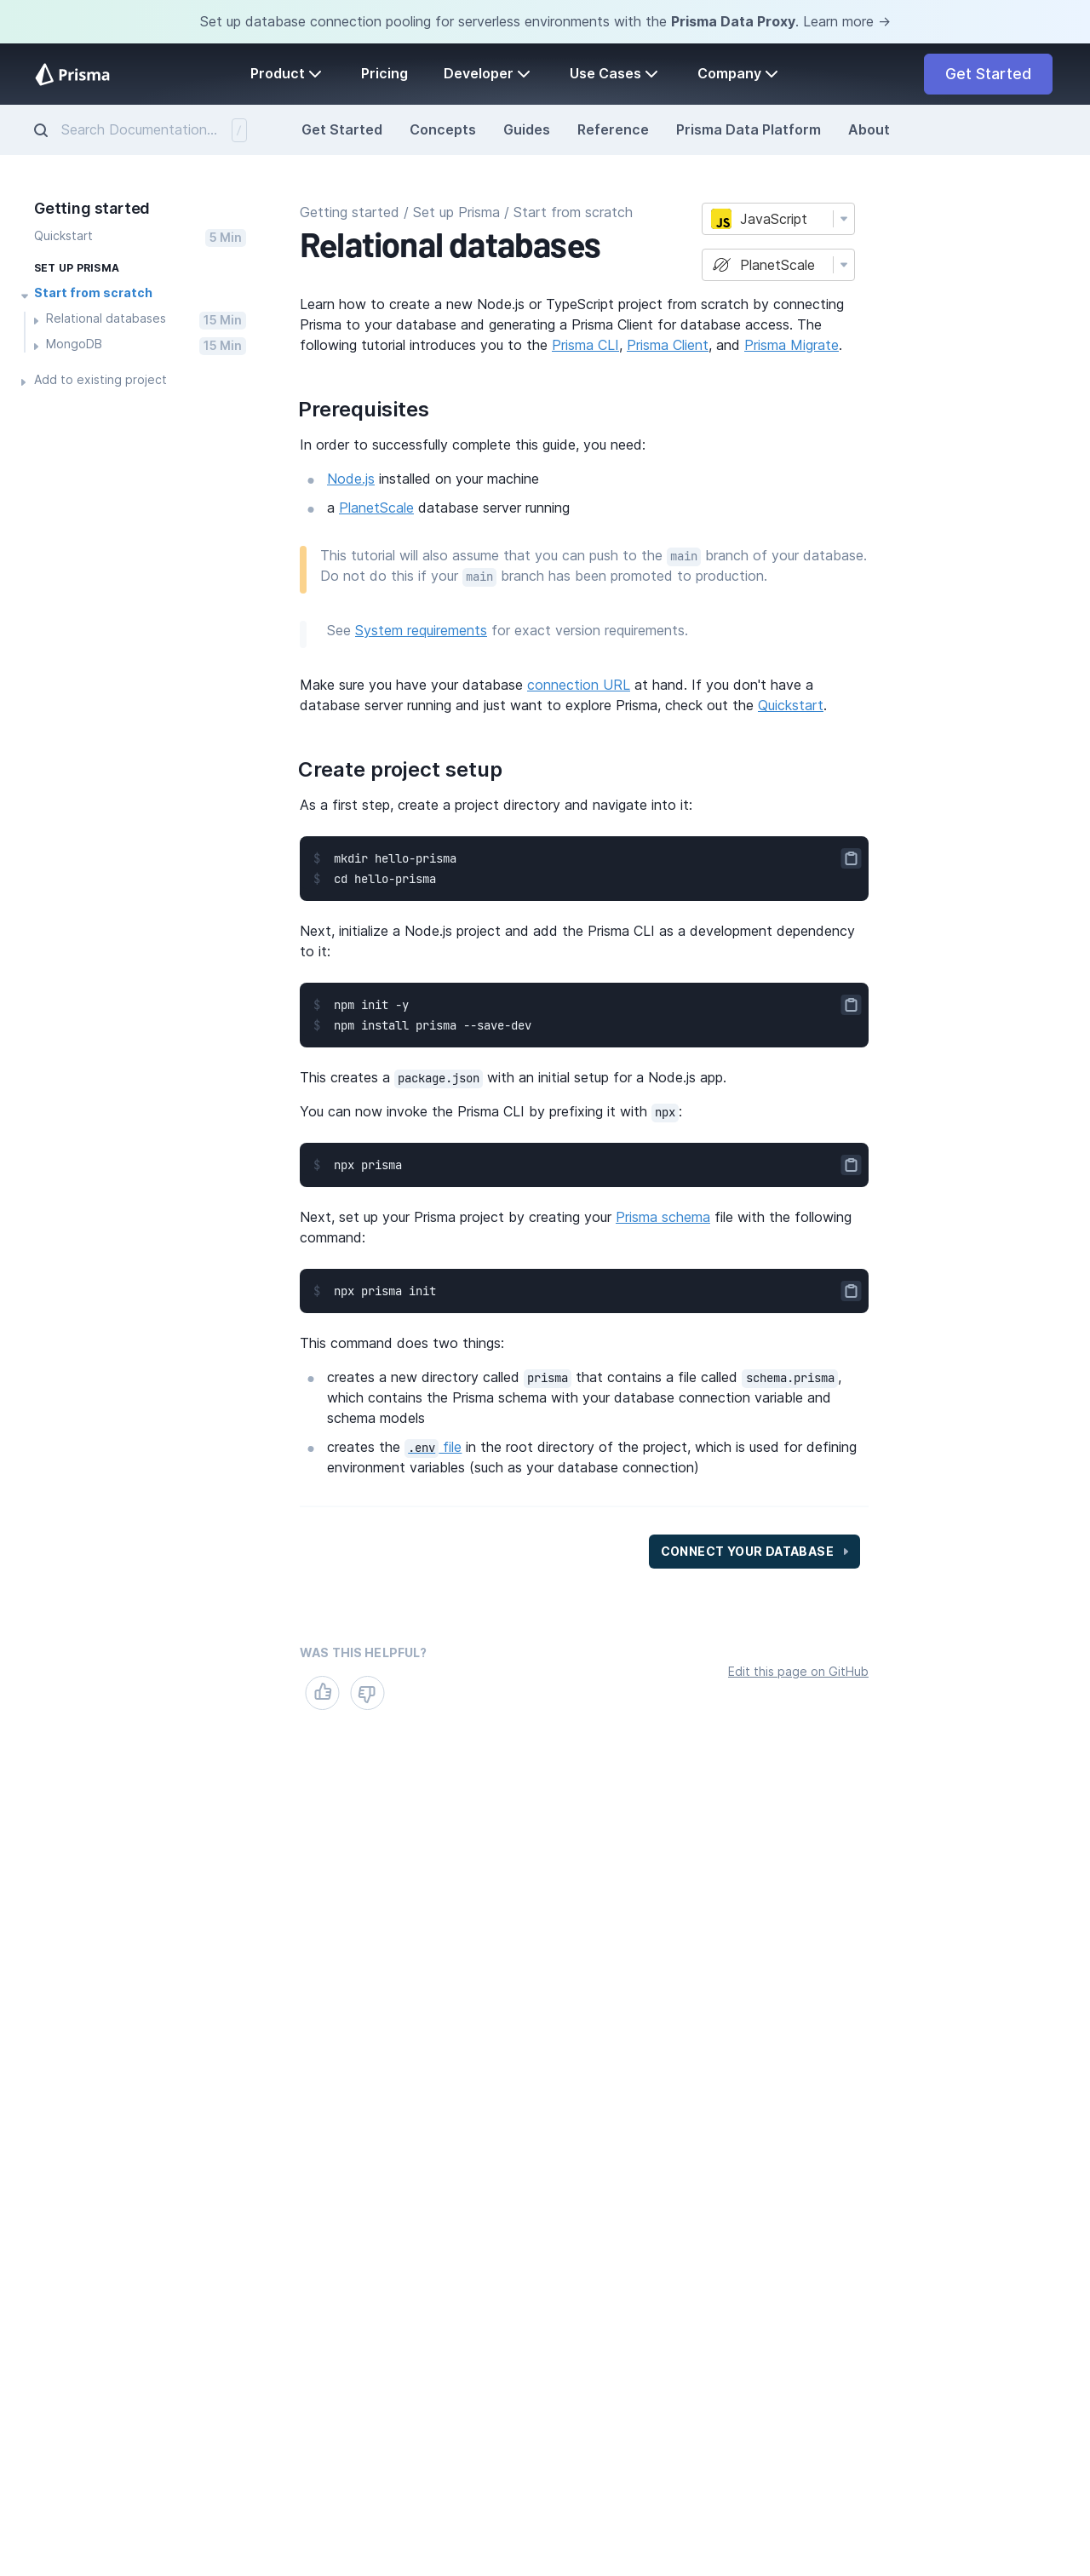 Set up database connection pooling for serverless environments with the Prisma Data Proxy. Learn more →
Prisma
Product
Pricing
Developer
Use Cases
Company
Get Started
Search Documentation...
/
Get Started
Concepts
Guides
Reference
Prisma Data Platform
About
Getting started
Quickstart
5 Min
SET UP PRISMA
Start from scratch
Relational databases
15 Min
MongoDB
15 Min
Add to existing project
Getting started / Set up Prisma / Start from scratch
Relational databases
JS JavaScript
PlanetScale
Learn how to create a new Node.js or TypeScript project from scratch by connecting
Prisma to your database and generating a Prisma Client for database access. The
following tutorial introduces you to the Prisma CLI, Prisma Client, and Prisma Migrate.
Prerequisites
In order to successfully complete this guide, you need:
Node.js installed on your machine
a PlanetScale database server running
This tutorial will also assume that you can push to the main branch of your database.
Do not do this if your main branch has been promoted to production.
See System requirements for exact version requirements.
Make sure you have your database connection URL at hand. If you don't have a
database server running and just want to explore Prisma, check out the Quickstart.
Create project setup
As a first step, create a project directory and navigate into it:
$ mkdir hello-prisma
$ cd hello-prisma
Next, initialize a Node.js project and add the Prisma CLI as a development dependency
to it:
$ npm init -y
$ npm install prisma --save-dev
This creates a package.json with an initial setup for a Node.js app.
You can now invoke the Prisma CLI by prefixing it with npx:
$ npx prisma
Next, set up your Prisma project by creating your Prisma schema file with the following
command:
$ npx prisma init
This command does two things:
creates a new directory called prisma that contains a file called schema.prisma,
which contains the Prisma schema with your database connection variable and
schema models
creates the .env file in the root directory of the project, which is used for defining
environment variables (such as your database connection)
CONNECT YOUR DATABASE
WAS THIS HELPFUL?
Edit this page on GitHub